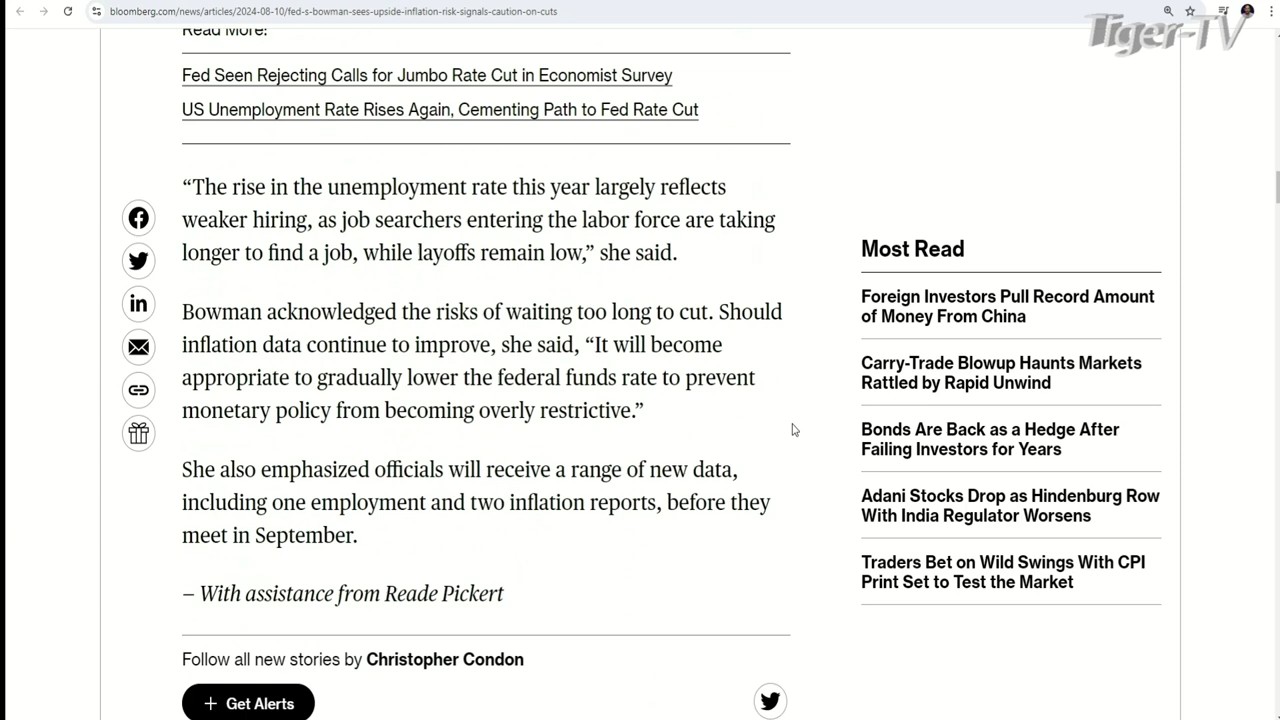 bloomberg.com/news/articles/2024-08-10/fed-s-bowman-sees-upside-inflation-risk-signals-caution-on-cuts
Tiger-TV
Read More:
Fed Seen Rejecting Calls for Jumbo Rate Cut in Economist Survey
US Unemployment Rate Rises Again, Cementing Path to Fed Rate Cut
“The rise in the unemployment rate this year largely reflects
weaker hiring, as job searchers entering the labor force are taking
longer to find a job, while layoffs remain low,” she said.
Bowman acknowledged the risks of waiting too long to cut. Should
inflation data continue to improve, she said, “It will become
appropriate to gradually lower the federal funds rate to prevent
monetary policy from becoming overly restrictive.”
She also emphasized officials will receive a range of new data,
including one employment and two inflation reports, before they
meet in September.
– With assistance from Reade Pickert
Follow all new stories by Christopher Condon
+ Get Alerts
Most Read
Foreign Investors Pull Record Amount
of Money From China
Carry-Trade Blowup Haunts Markets
Rattled by Rapid Unwind
Bonds Are Back as a Hedge After
Failing Investors for Years
Adani Stocks Drop as Hindenburg Row
With India Regulator Worsens
Traders Bet on Wild Swings With CPI
Print Set to Test the Market